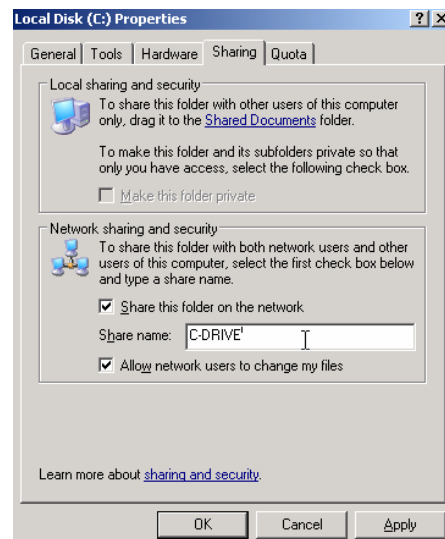 Local Disk (C:) Properties
General Tools Hardware Sharing Quota
Local sharing and security
To share this folder with other users of this computer
only, drag it to the Shared Documents folder.
To make this folder and its subfolders private so that
only you have access, select the following check box.
Make this folder private
Network sharing and security
To share this folder with both network users and other
users of this computer, select the first check box below
and type a share name.
Share this folder on the network
Share name: C-DRIVE'
Allow network users to change my files
Learn more about sharing and security.
OK Cancel Apply